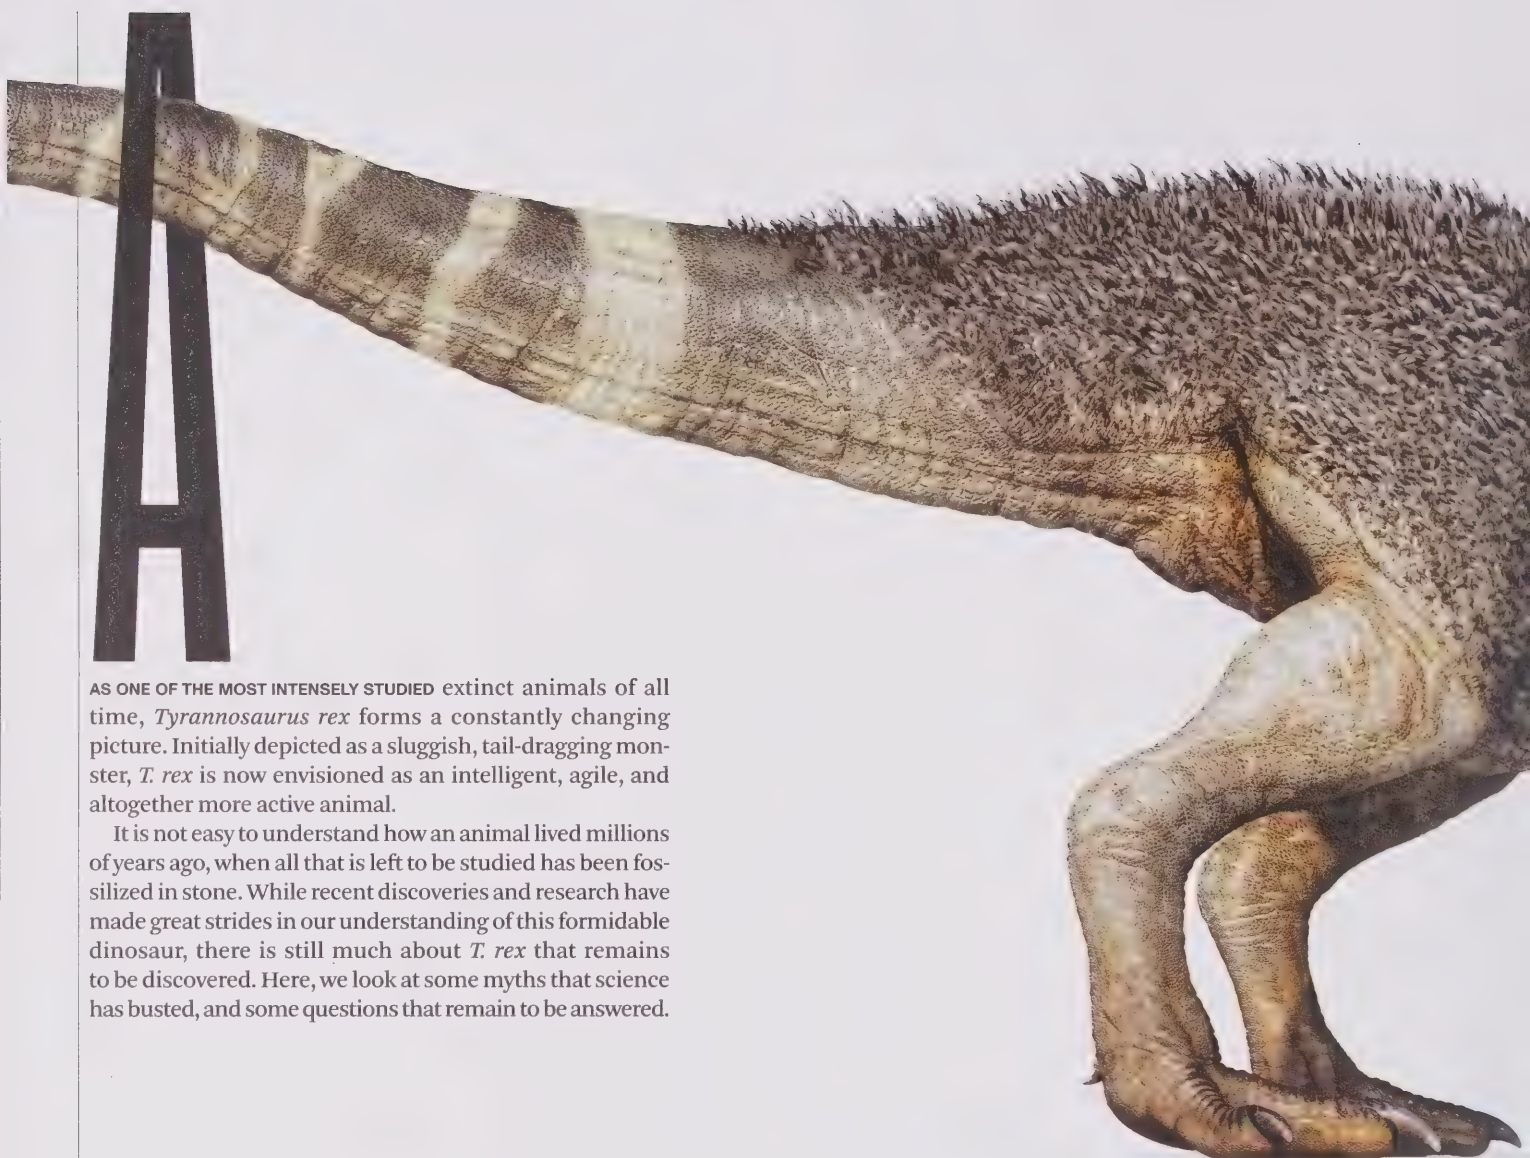 A
AS ONE OF THE MOST INTENSELY STUDIED extinct animals of all
time, Tyrannosaurus rex forms a constantly changing
picture. Initially depicted as a sluggish, tail-dragging mon-
ster, T. rex is now envisioned as an intelligent, agile, and
altogether more active animal.
It is not easy to understand how an animal lived millions
of years ago, when all that is left to be studied has been fos-
silized in stone. While recent discoveries and research have
made great strides in our understanding of this formidable
dinosaur, there is still much about T. rex that remains
to be discovered. Here, we look at some myths that science
has busted, and some questions that remain to be answered.